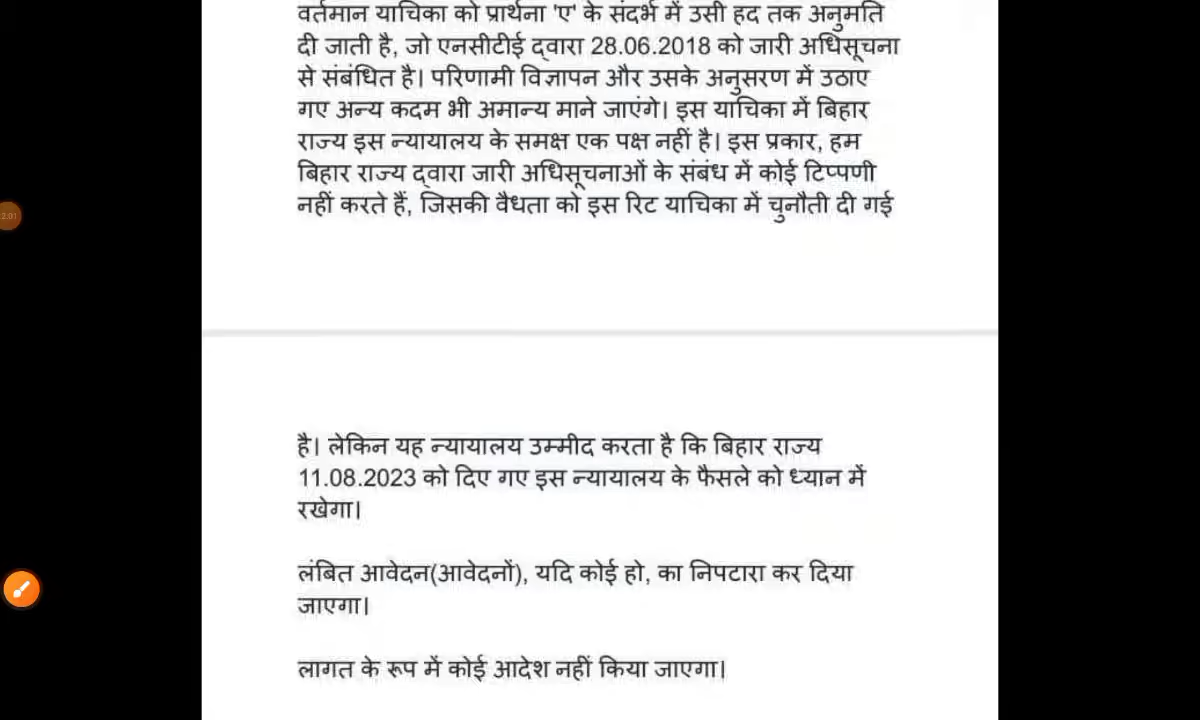 वर्तमान याचिका को प्रार्थना 'ए' के संदर्भ में उसी हद तक अनुमति
दी जाती है, जो एनसीटीई द्वारा 28.06.2018 को जारी अधिसूचना
से संबंधित है। परिणामी विज्ञापन और उसके अनुसरण में उठाए
गए अन्य कदम भी अमान्य माने जाएंगे। इस याचिका में बिहार
राज्य इस न्यायालय के समक्ष एक पक्ष नहीं है। इस प्रकार, हम
बिहार राज्य द्वारा जारी अधिसूचनाओं के संबंध में कोई टिप्पणी
नहीं करते हैं, जिसकी वैधता को इस रिट याचिका में चुनौती दी गई
2:01
है। लेकिन यह न्यायालय उम्मीद करता है कि बिहार राज्य
11.08.2023 को दिए गए इस न्यायालय के फैसले को ध्यान में
रखेगा।
लंबित आवेदन(आवेदनों), यदि कोई हो, का निपटारा कर दिया
जाएगा।
लागत के रूप में कोई आदेश नहीं किया जाएगा।